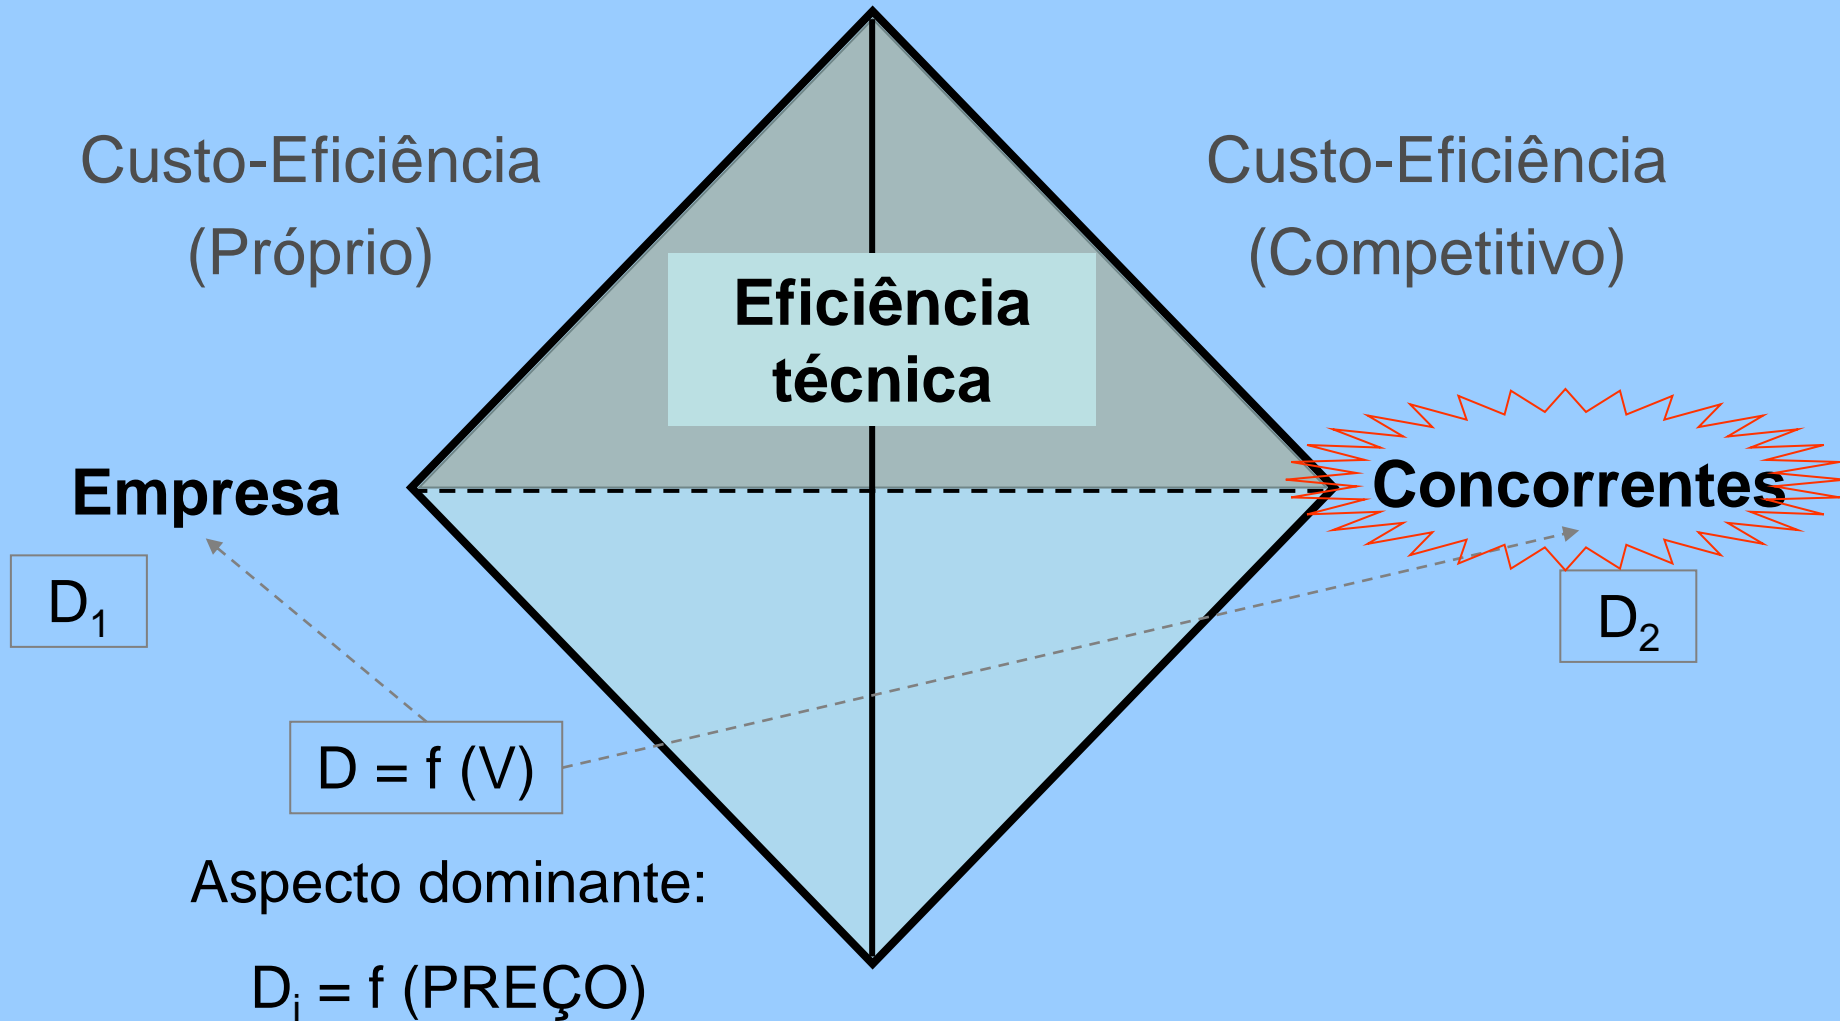 Custo-Eficiência
(Próprio)
Custo-Eficiência
(Competitivo)
Eficiência
técnica
Empresa
Concorrentes
D₁
D₂
D = f (V)
Aspecto dominante:
Dᵢ = f (PREÇO)